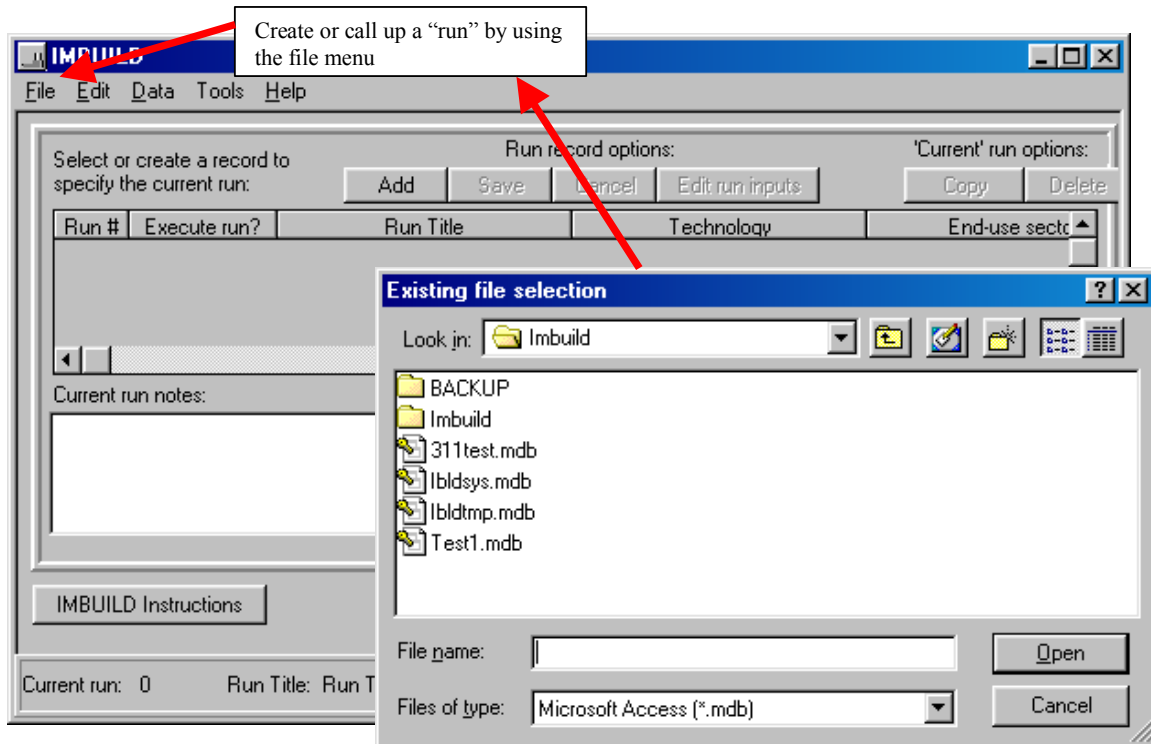 Create or call up a “run” by using
the file menu
IMBUILD
File Edit Data Tools Help
Select or create a record to
specify the current run:
Run record options:
'Current' run options:
Add Save Cancel Edit run inputs Copy Delete
Run # Execute run? Run Title Technology End-use secto
Current run notes:
IMBUILD Instructions
Current run: 0 Run Title: Run T
Existing file selection
Look in: Imbuild
BACKUP
Imbuild
311test.mdb
Ibldsys.mdb
Ibldtmp.mdb
Test1.mdb
File name:
Open
Files of type: Microsoft Access (*.mdb)
Cancel